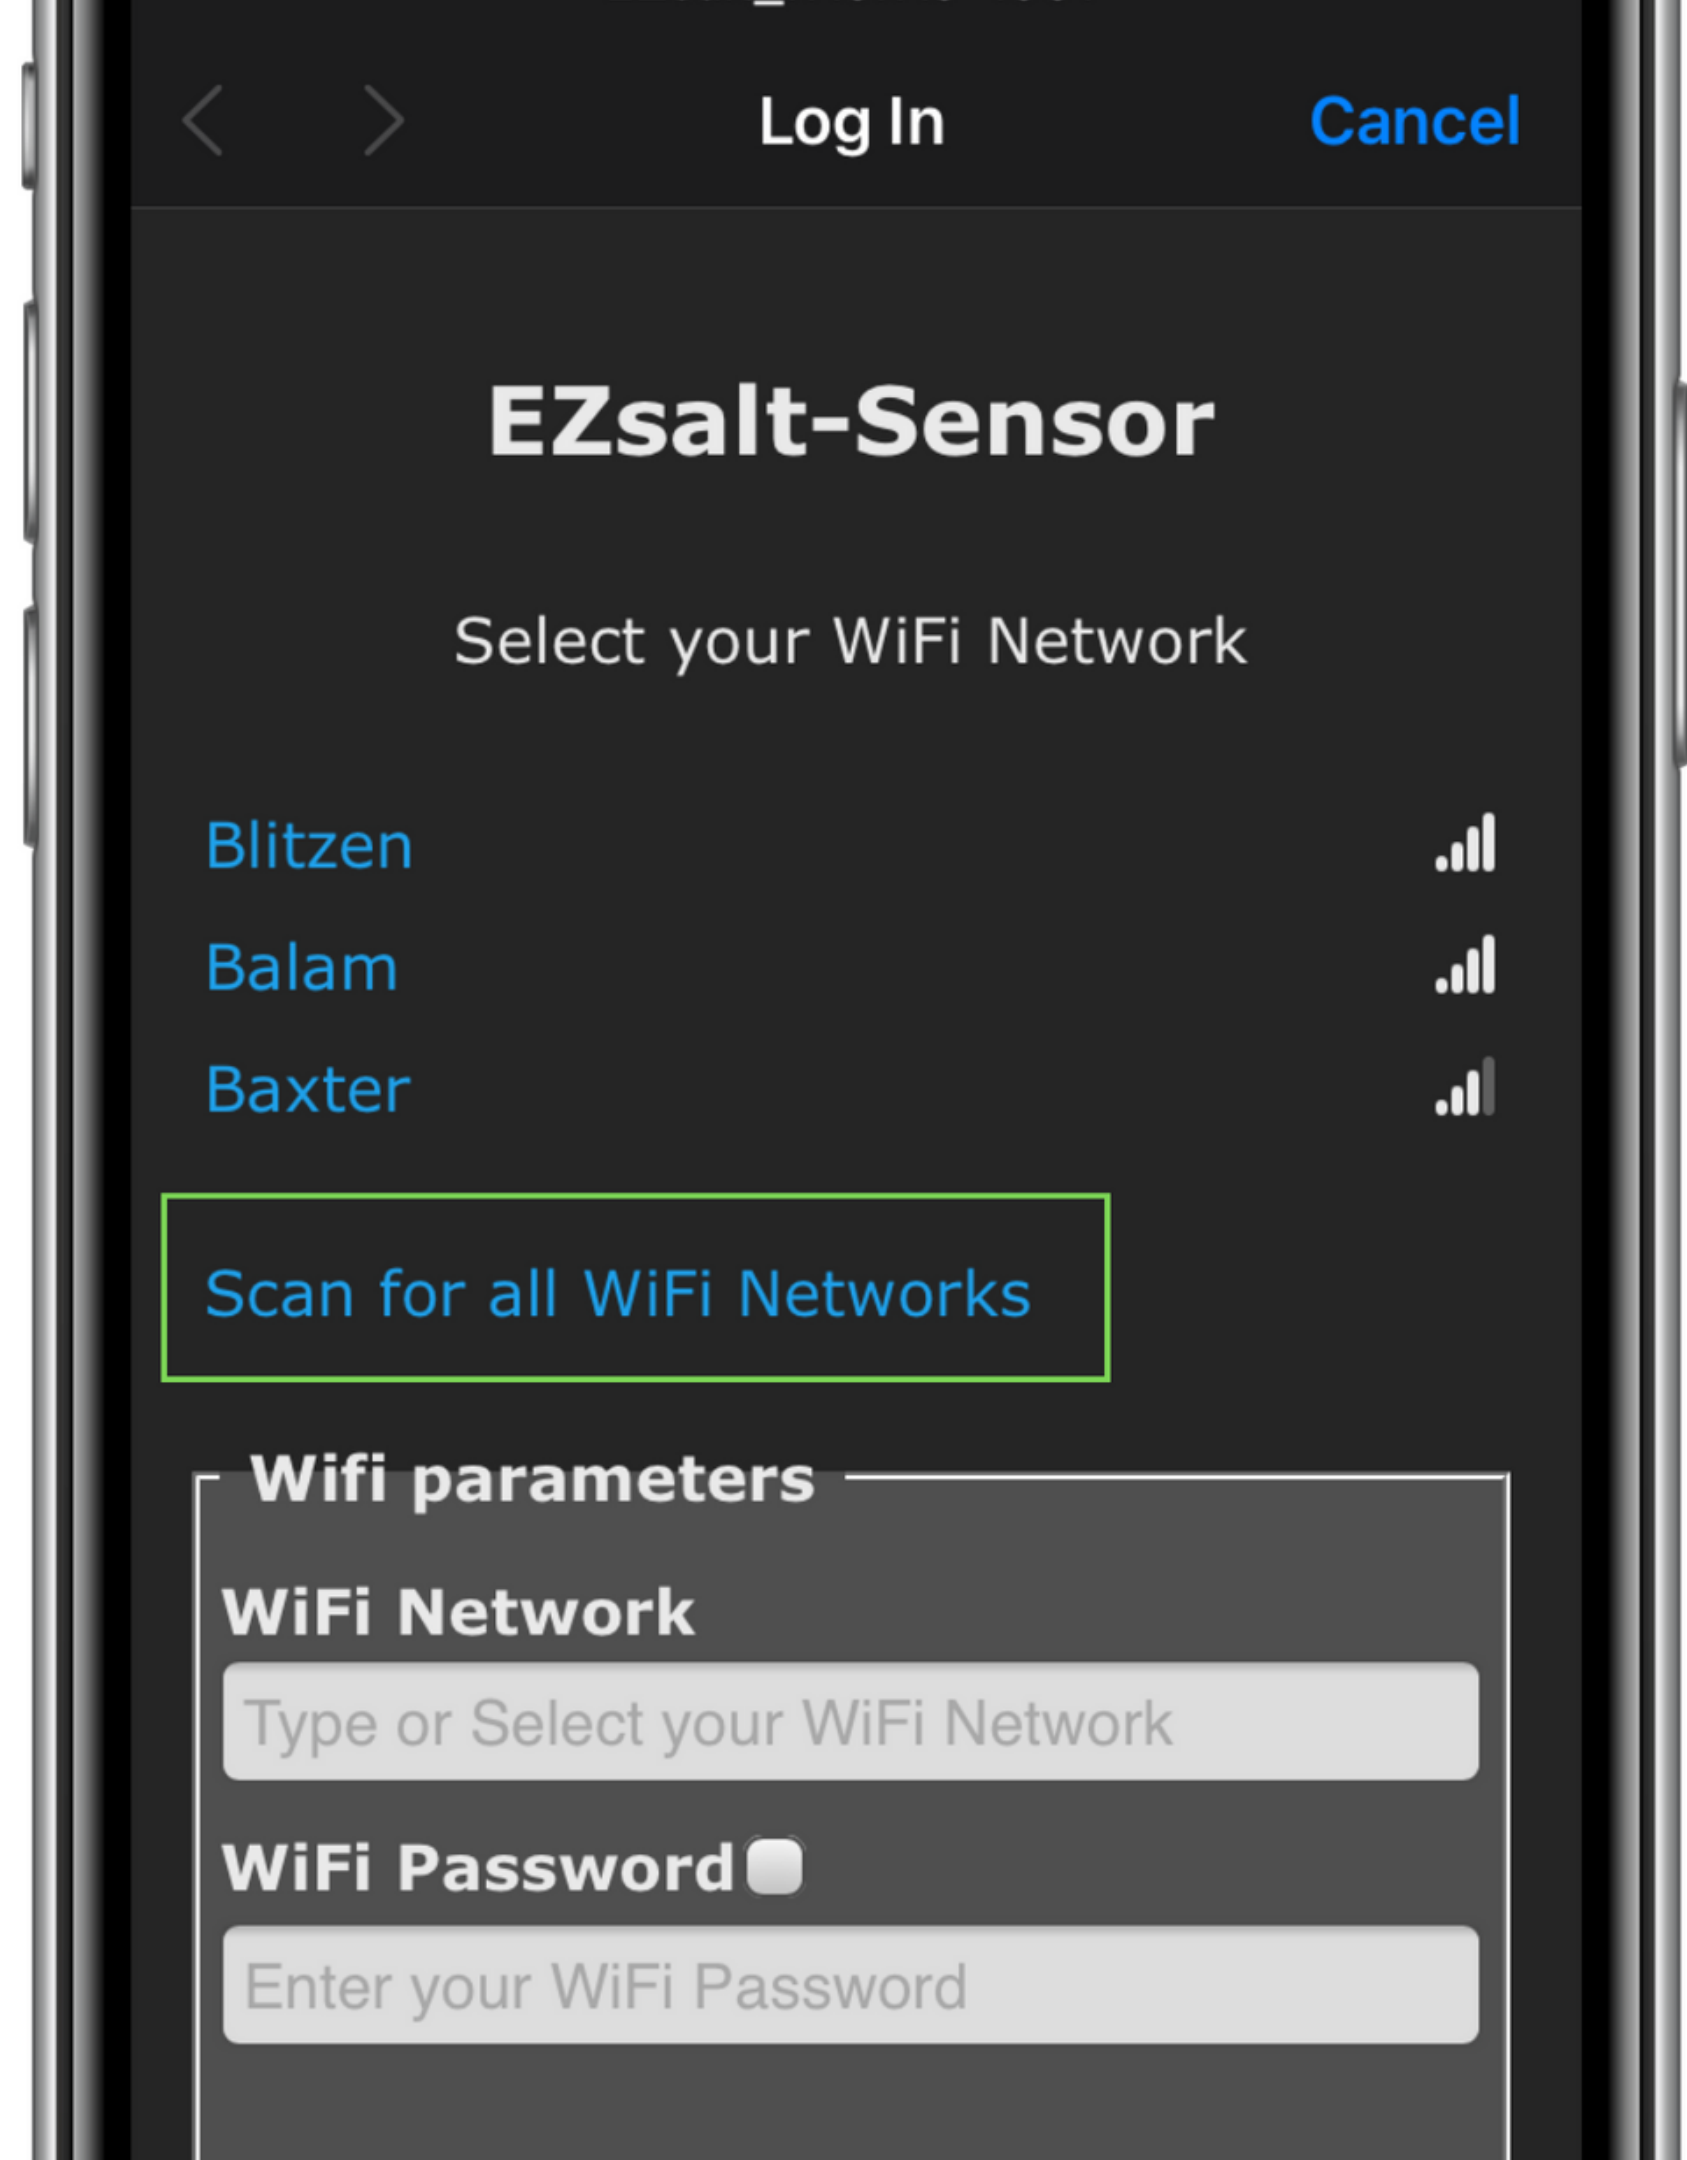 Log In
Cancel
EZsalt-Sensor
Select your WiFi Network
Blitzen
Balam
Baxter
Scan for all WiFi Networks
Wifi parameters
WiFi Network
Type or Select your WiFi Network
WiFi Password
Enter your WiFi Password